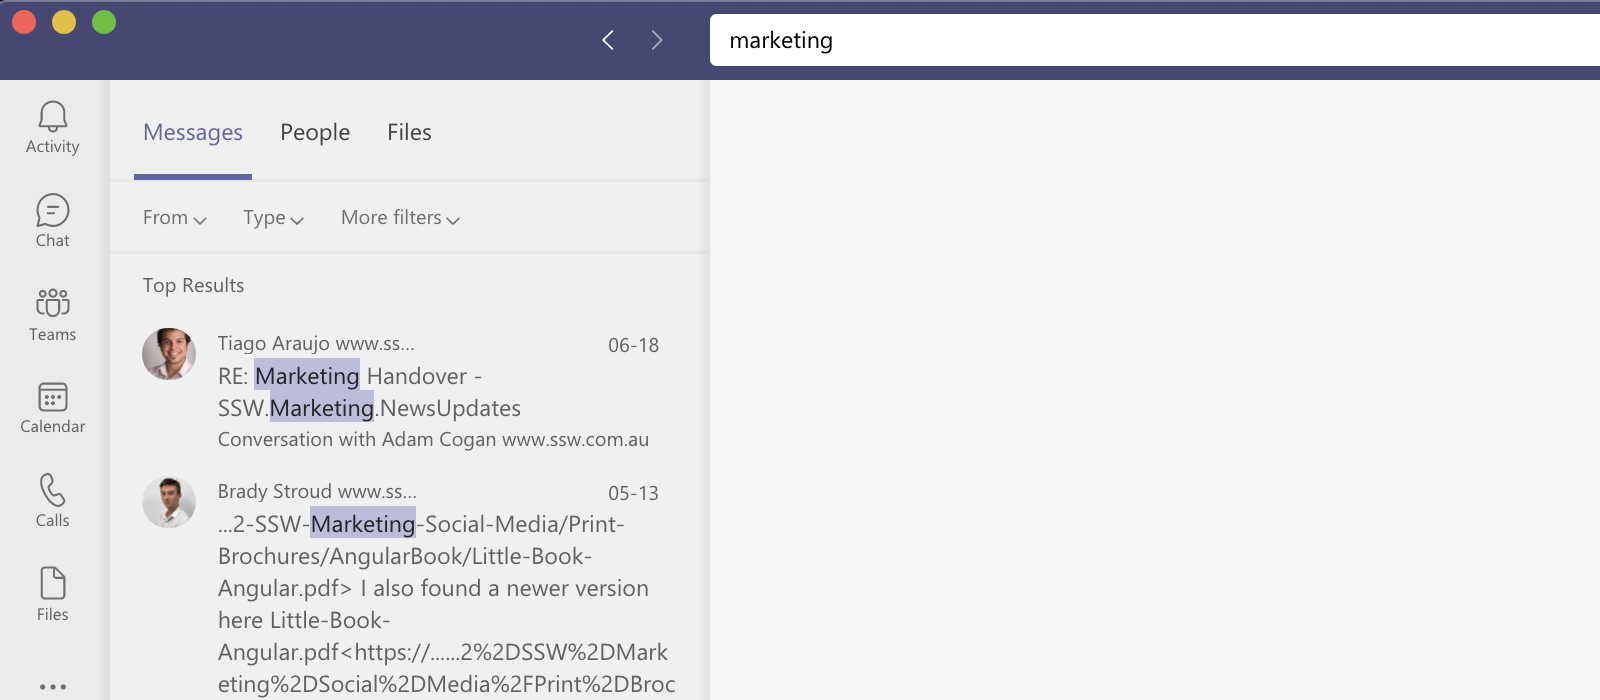 marketing
Activity
Chat
Teams
Calendar
Calls
Files
Messages People Files
From Type More filters
Top Results
Tiago Araujo www.ss... 06-18
RE: Marketing Handover -
SSW.Marketing.NewsUpdates
Conversation with Adam Cogan www.ssw.com.au
Brady Stroud www.ss... 05-13
...2-SSW-Marketing-Social-Media/Print-
Brochures/AngularBook/Little-Book-
Angular.pdf> I also found a newer version
here Little-Book-
Angular.pdf<https://......2%2DSSW%2DMark
eting%2DSocial%2DMedia%2FPrint%2DBroc